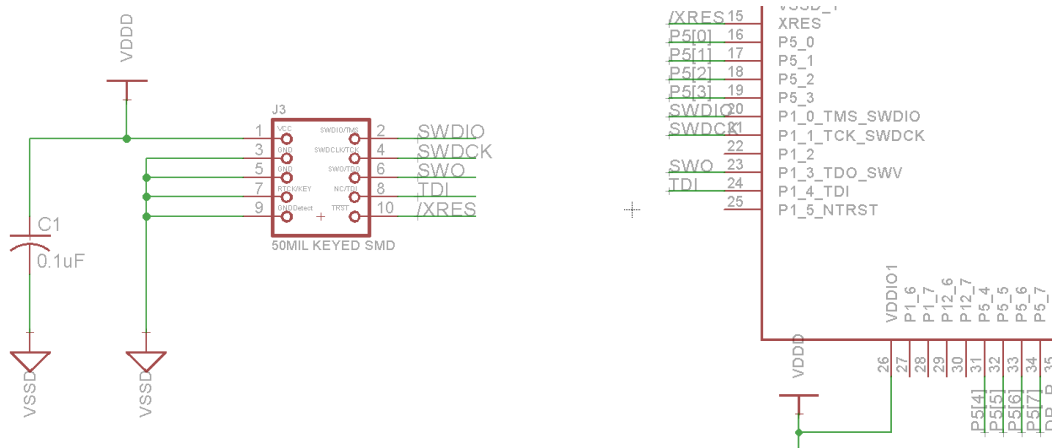 VDDD
J3
1 VCC SWDIO/TMS 2 SWDIO
3 GND SWDCLK/TCK 4 SWDCK
5 GND SWO/TDO 6 SWO
7 RTCK/KEY NC/TDI 8 TDI
9 GNDDetect TRST 10 /XRES
50MIL KEYED SMD
C1
0.1uF
VSSD
VSSD
/XRES 15 XRES
P5[0] 16 P5_0
P5[1] 17 P5_1
P5[2] 18 P5_2
P5[3] 19 P5_3
SWDIO 20 P1_0_TMS_SWDIO
SWDCK 21 P1_1_TCK_SWDCK
22 P1_2
SWO 23 P1_3_TDO_SWV
TDI 24 P1_4_TDI
25 P1_5_NTRST
VDDIO1
P1_6
P1_7
P12_6
P12_7
P5_4
P5_5
P5_6
P5_7
VDDD
26
27
28
29
30
31
32
33
34
35
P5[4]
P5[5]
P5[6]
P5[7]